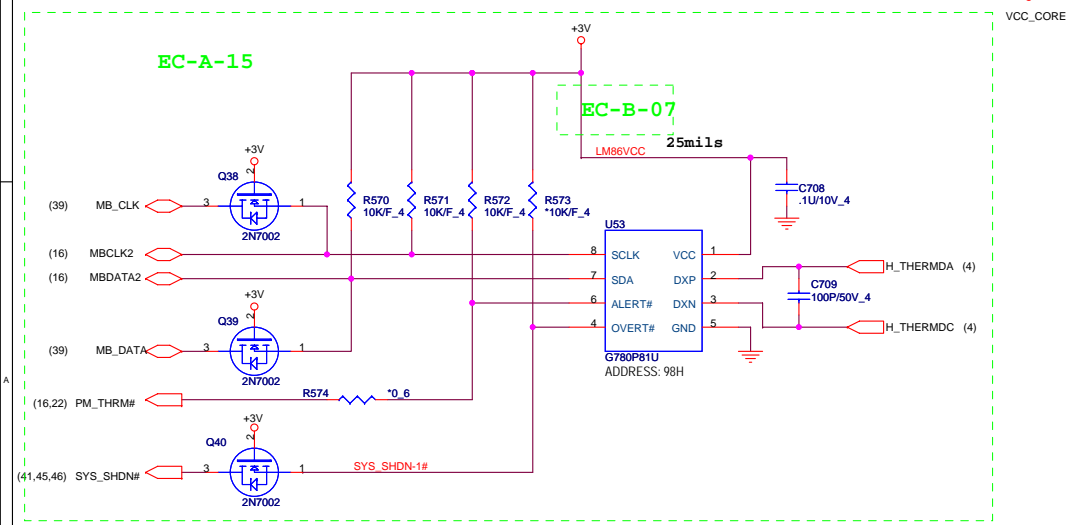 VCC_CORE
+3V
EC-A-15
EC-B-07
25mils
LM86VCC
+3V
Q38
2
3
1
2N7002
(39) MB_CLK
R570
10K/F_4
R571
10K/F_4
R572
10K/F_4
R573
*10K/F_4
C708
.1U/10V_4
U53
(16) MBCLK2
8 SCLK VCC 1
(16) MBDATA2
7 SDA DXP 2
6 ALERT# DXN 3
4 OVERT# GND 5
G780P81U
ADDRESS: 98H
H_THERMDA (4)
C709
100P/50V_4
H_THERMDC (4)
+3V
Q39
2
3
1
2N7002
(39) MB_DATA
A
R574
*0_6
(16,22) PM_THRM#
+3V
Q40
2
3
1
2N7002
SYS_SHDN-1#
(41,45,46) SYS_SHDN#